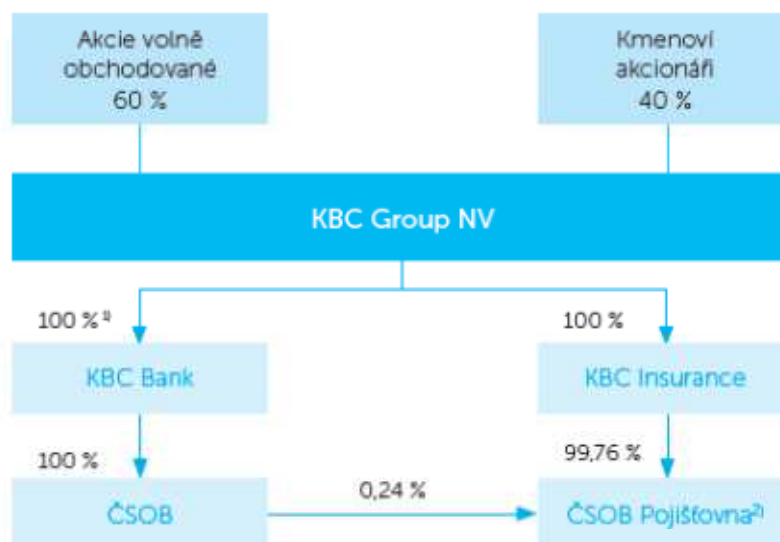 Akcie volně
obchodované
60 %
Kmenoví
akcionáři
40 %
KBC Group NV
100 %¹⁾
100 %
KBC Bank
KBC Insurance
100 %
99,76 %
0,24 %
ČSOB
ČSOB Pojišťovna²⁾